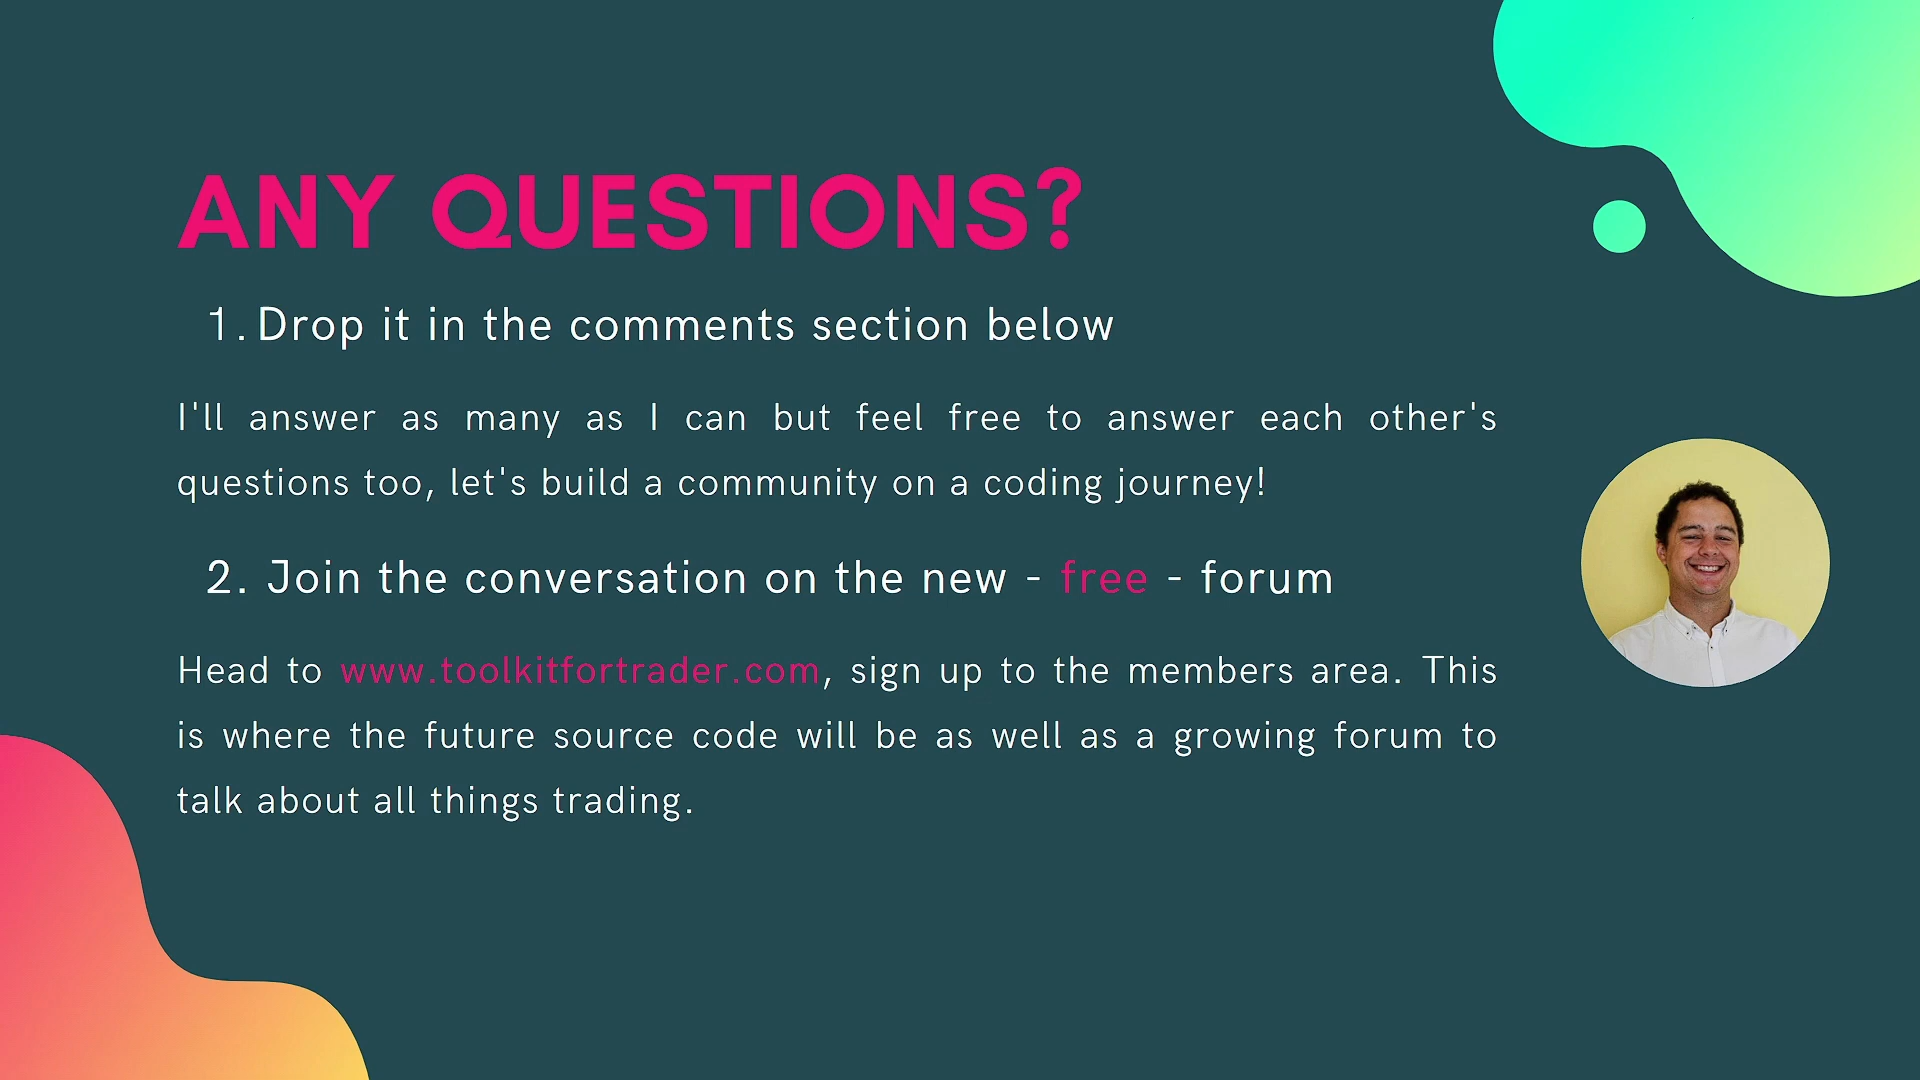 ANY QUESTIONS?
1. Drop it in the comments section below
I'll answer as many as I can but feel free to answer each other's
questions too, let's build a community on a coding journey!
2. Join the conversation on the new - free - forum
Head to www.toolkitfortrader.com, sign up to the members area. This
is where the future source code will be as well as a growing forum to
talk about all things trading.